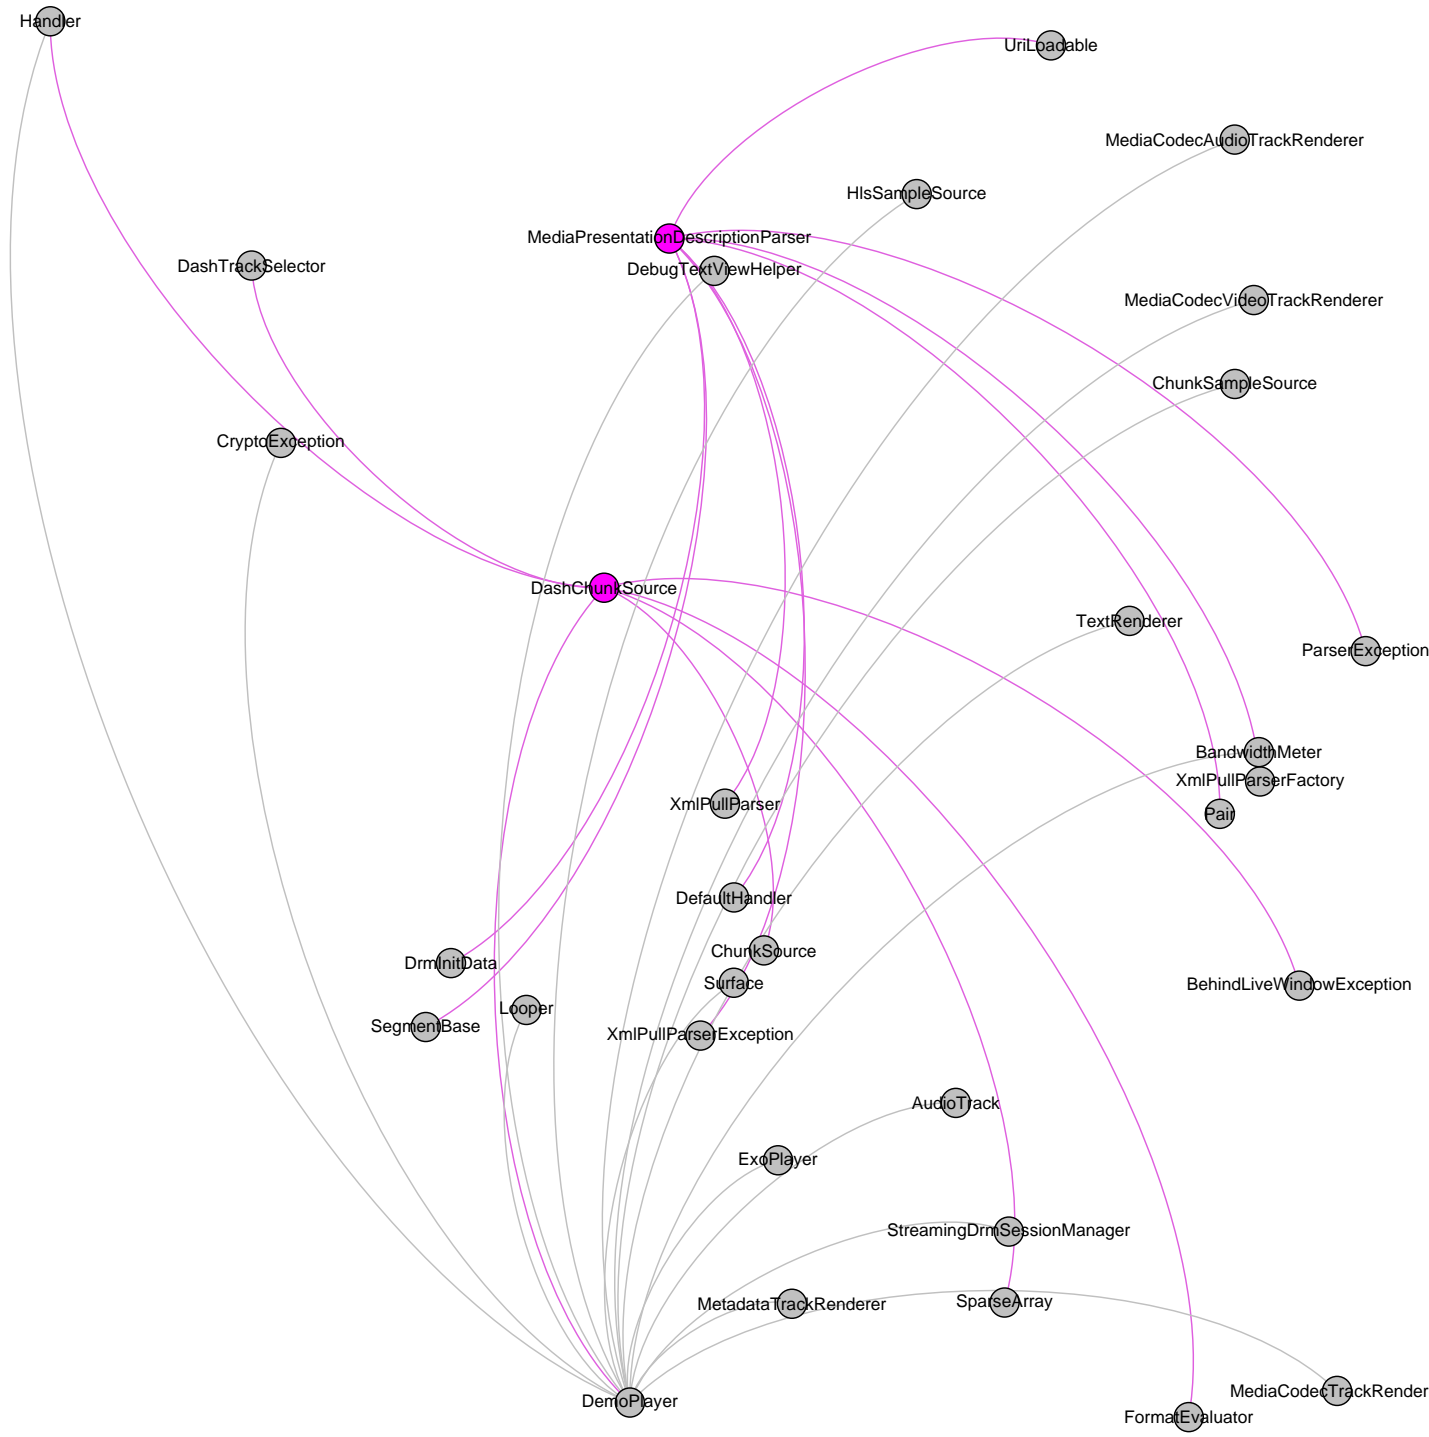 Handler
UriLoadable
MediaCodecAudioTrackRenderer
HlsSampleSource
MediaPresentationDescriptionParser
DashTrackSelector
DebugTextViewHelper
MediaCodecVideoTrackRenderer
ChunkSampleSource
CryptoException
DashChunkSource
TextRenderer
ParserException
BandwidthMeter
XmlPullParserFactory
XmlPullParser
Pair
DefaultHandler
ChunkSource
DrmInitData
Surface
BehindLiveWindowException
Looper
SegmentBase
XmlPullParserException
AudioTrack
ExoPlayer
StreamingDrmSessionManager
MetadataTrackRenderer
SparseArray
MediaCodecTrackRender
DemoPlayer
FormatEvaluator